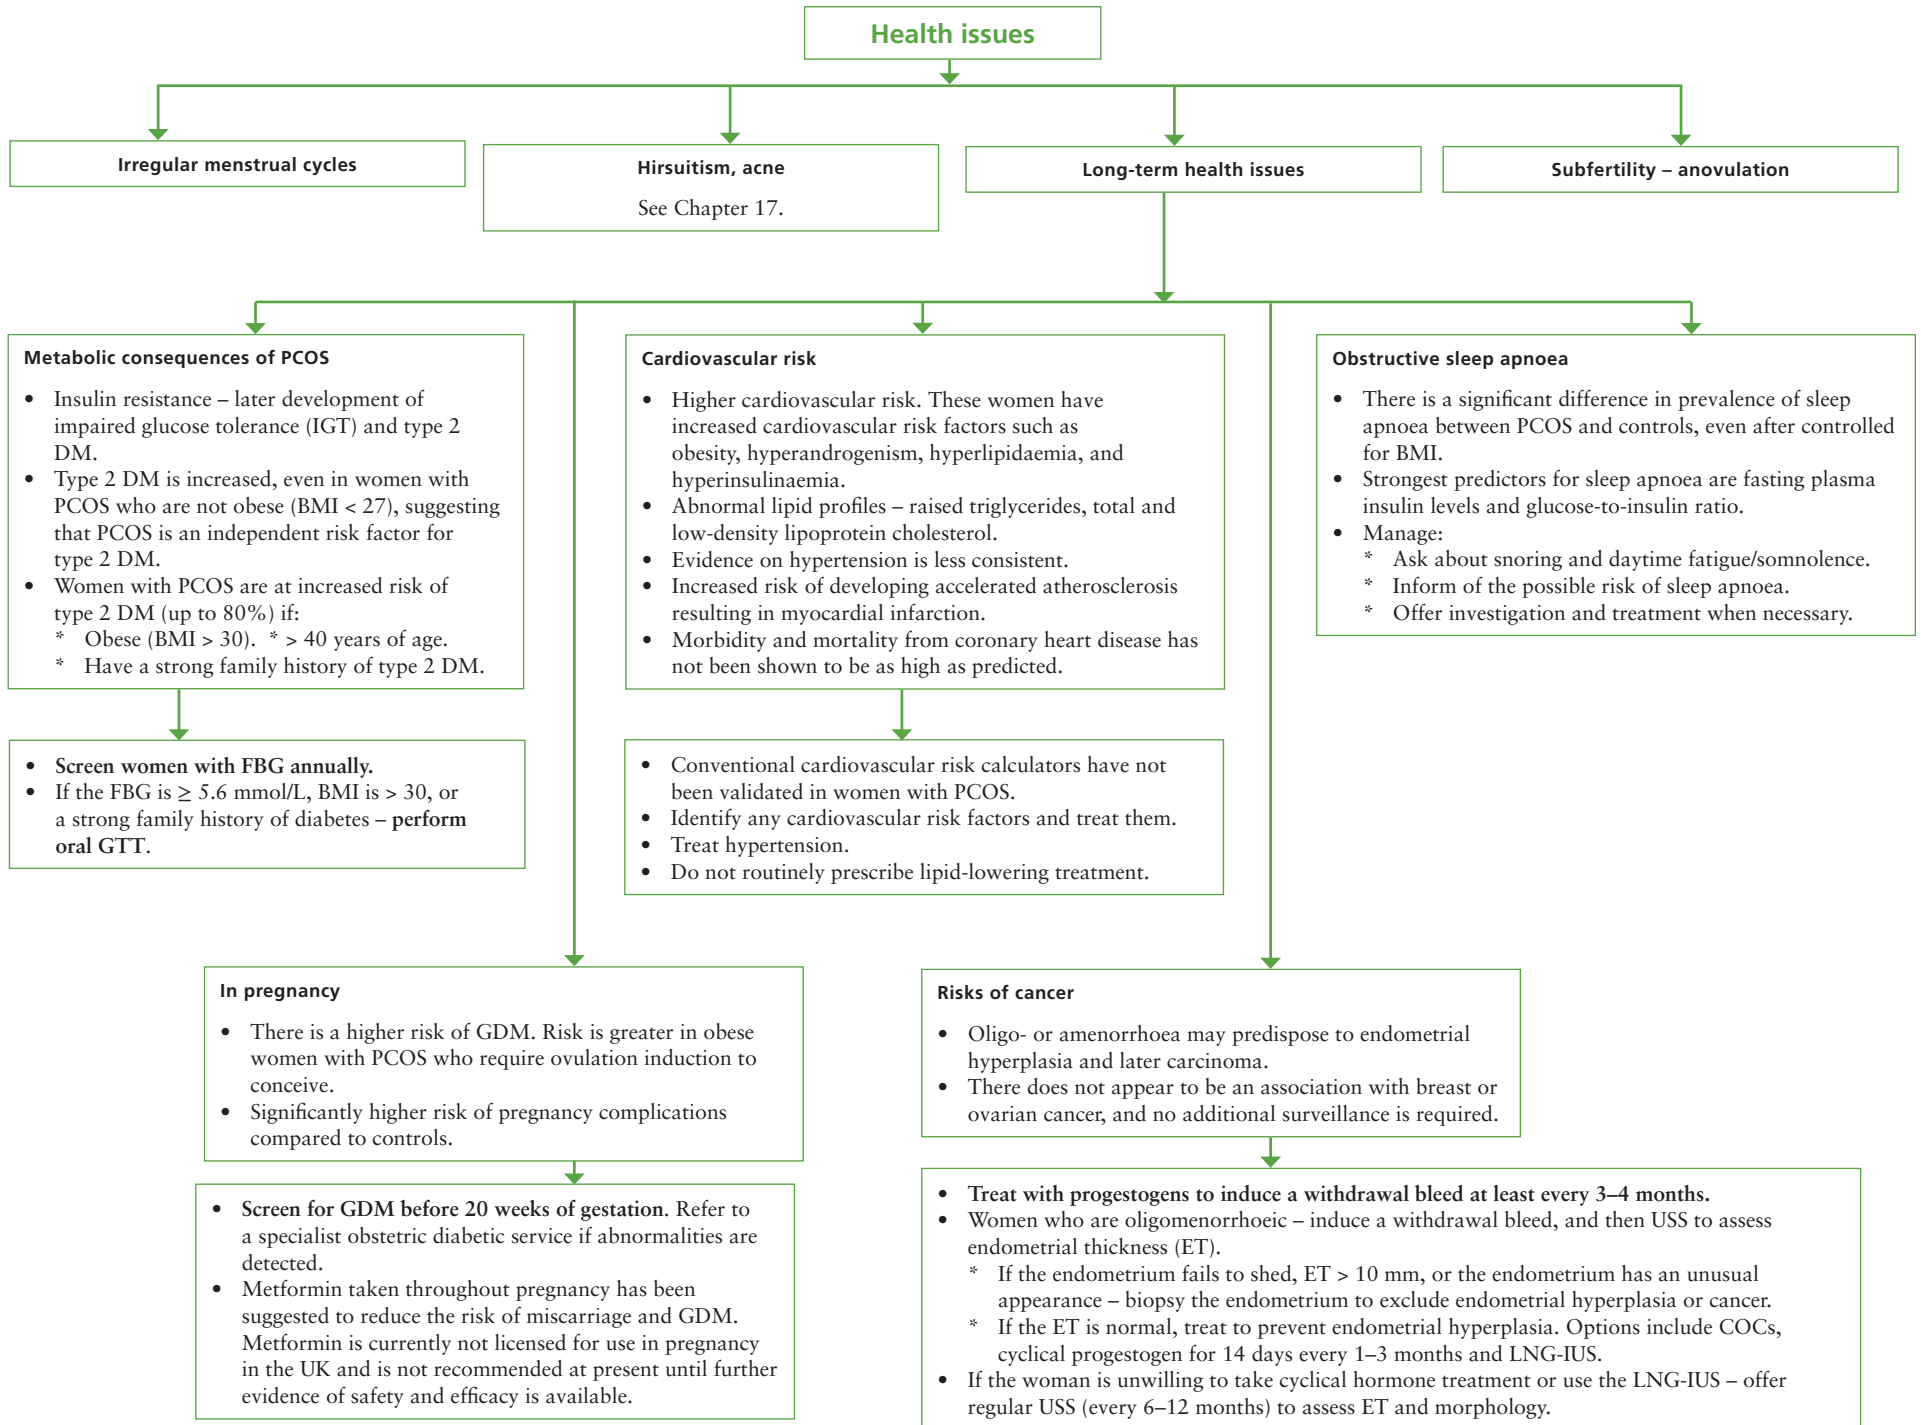 Health issues
Irregular menstrual cycles
Hirsuitism, acne
See Chapter 17.
Long-term health issues
Subfertility – anovulation
Metabolic consequences of PCOS
• Insulin resistance – later development of
impaired glucose tolerance (IGT) and type 2
DM.
• Type 2 DM is increased, even in women with
PCOS who are not obese (BMI < 27), suggesting
that PCOS is an independent risk factor for
type 2 DM.
• Women with PCOS are at increased risk of
type 2 DM (up to 80%) if:
* Obese (BMI > 30). * > 40 years of age.
* Have a strong family history of type 2 DM.
• Screen women with FBG annually.
• If the FBG is ≥ 5.6 mmol/L, BMI is > 30, or
a strong family history of diabetes – perform
oral GTT.
Cardiovascular risk
• Higher cardiovascular risk. These women have
increased cardiovascular risk factors such as
obesity, hyperandrogenism, hyperlipidaemia, and
hyperinsulinaemia.
• Abnormal lipid profiles – raised triglycerides, total and
low-density lipoprotein cholesterol.
• Evidence on hypertension is less consistent.
• Increased risk of developing accelerated atherosclerosis
resulting in myocardial infarction.
• Morbidity and mortality from coronary heart disease has
not been shown to be as high as predicted.
• Conventional cardiovascular risk calculators have not
been validated in women with PCOS.
• Identify any cardiovascular risk factors and treat them.
• Treat hypertension.
• Do not routinely prescribe lipid-lowering treatment.
Obstructive sleep apnoea
• There is a significant difference in prevalence of sleep
apnoea between PCOS and controls, even after controlled
for BMI.
• Strongest predictors for sleep apnoea are fasting plasma
insulin levels and glucose-to-insulin ratio.
• Manage:
* Ask about snoring and daytime fatigue/somnolence.
* Inform of the possible risk of sleep apnoea.
* Offer investigation and treatment when necessary.
In pregnancy
• There is a higher risk of GDM. Risk is greater in obese
women with PCOS who require ovulation induction to
conceive.
• Significantly higher risk of pregnancy complications
compared to controls.
• Screen for GDM before 20 weeks of gestation. Refer to
a specialist obstetric diabetic service if abnormalities are
detected.
• Metformin taken throughout pregnancy has been
suggested to reduce the risk of miscarriage and GDM.
Metformin is currently not licensed for use in pregnancy
in the UK and is not recommended at present until further
evidence of safety and efficacy is available.
Risks of cancer
• Oligo- or amenorrhoea may predispose to endometrial
hyperplasia and later carcinoma.
• There does not appear to be an association with breast or
ovarian cancer, and no additional surveillance is required.
• Treat with progestogens to induce a withdrawal bleed at least every 3–4 months.
• Women who are oligomenorrhoeic – induce a withdrawal bleed, and then USS to assess
endometrial thickness (ET).
* If the endometrium fails to shed, ET > 10 mm, or the endometrium has an unusual
appearance – biopsy the endometrium to exclude endometrial hyperplasia or cancer.
* If the ET is normal, treat to prevent endometrial hyperplasia. Options include COCs,
cyclical progestogen for 14 days every 1–3 months and LNG-IUS.
• If the woman is unwilling to take cyclical hormone treatment or use the LNG-IUS – offer
regular USS (every 6–12 months) to assess ET and morphology.